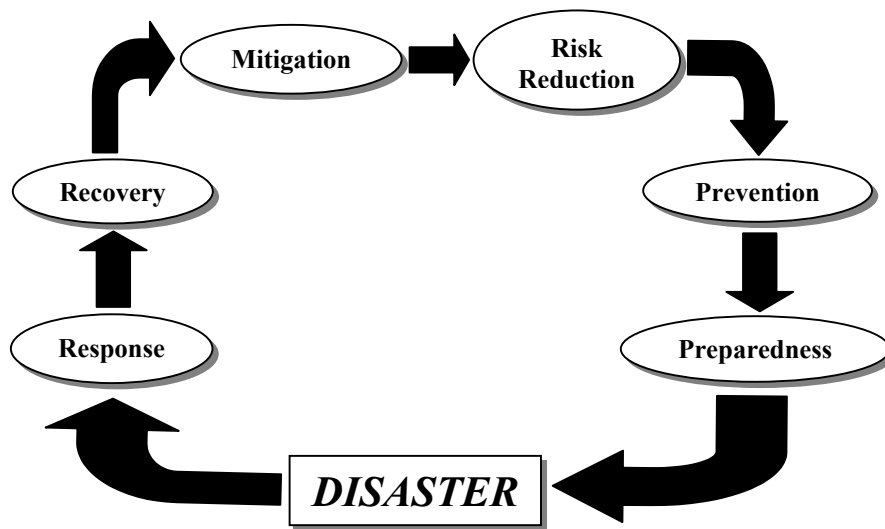 Mitigation
Risk
Reduction
Recovery
Prevention
Response
Preparedness
DISASTER